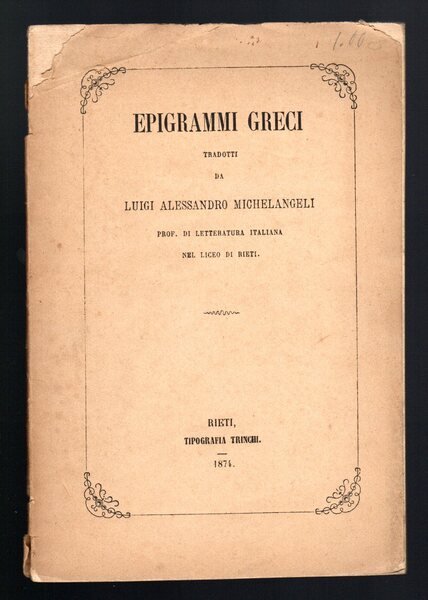 EPIGRAMMI GRECI
TRADOTTI
DA
LUIGI ALESSANDRO MICHELANGELI
PROF. DI LETTERATURA ITALIANA
NEL LICEO DI RIETI.
RIETI,
TIPOGRAFIA TRINCHI.
1874.